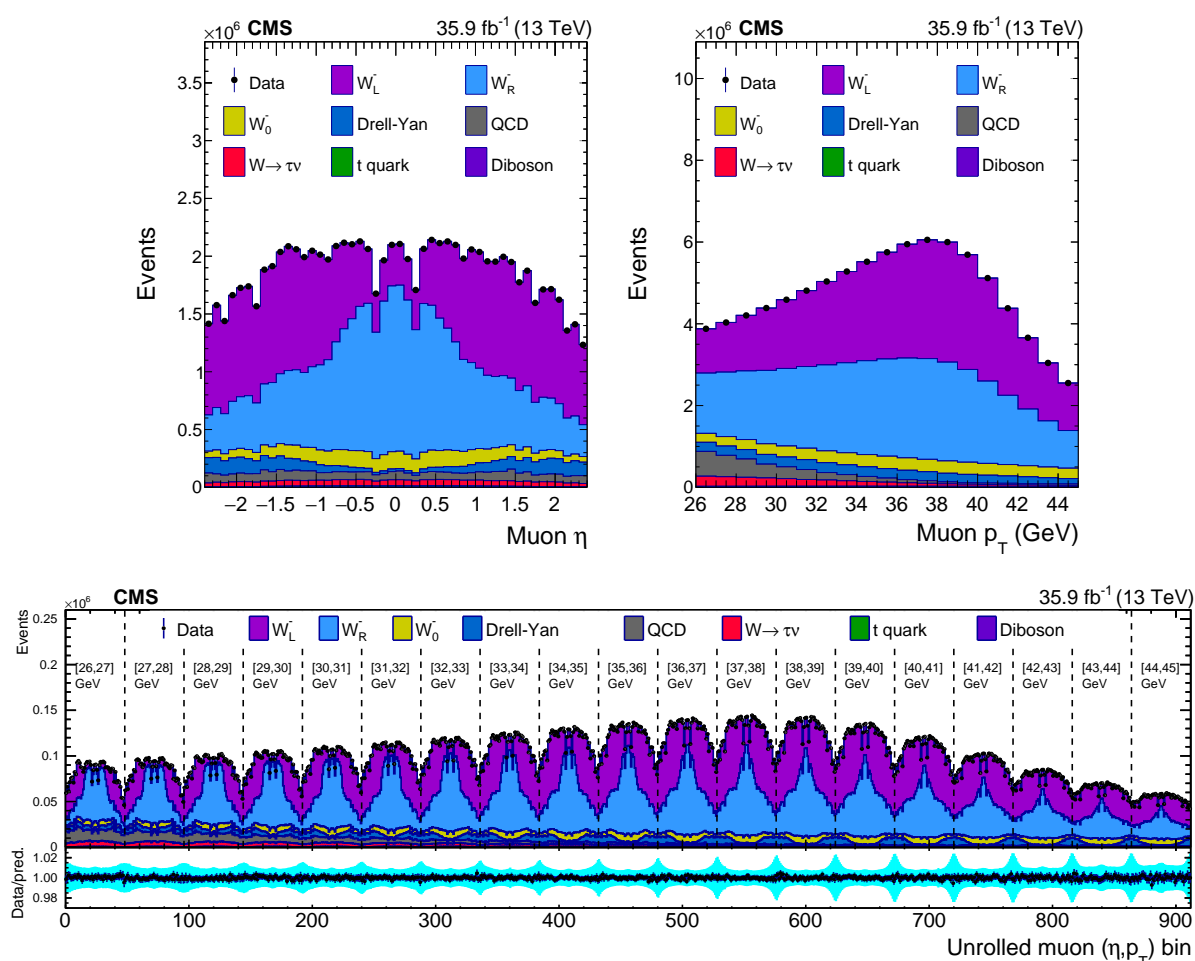 ×10⁶ CMS 35.9 fb⁻¹ (13 TeV)
Events
3.5
3
2.5
2
1.5
1
0.5
0
Data W⁻L W⁻R
W⁻0 Drell-Yan QCD
W→ τν t quark Diboson
−2 −1.5 −1 −0.5 0 0.5 1 1.5 2
Muon η
×10⁶ CMS 35.9 fb⁻¹ (13 TeV)
Events
10
8
6
4
2
0
Data W⁻L W⁻R
W⁻0 Drell-Yan QCD
W→ τν t quark Diboson
26 28 30 32 34 36 38 40 42 44
Muon pT (GeV)
×10⁶ CMS 35.9 fb⁻¹ (13 TeV)
Events
0.25
0.2
0.15
0.1
0.05
0
Data W⁻L W⁻R W⁻0 Drell-Yan QCD W→ τν t quark Diboson
[26,27] [27,28] [28,29] [29,30] [30,31] [31,32] [32,33] [33,34] [34,35] [35,36] [36,37] [37,38] [38,39] [39,40] [40,41] [41,42] [42,43] [43,44] [44,45]
GeV GeV GeV GeV GeV GeV GeV GeV GeV GeV GeV GeV GeV GeV GeV GeV GeV GeV GeV
Data/pred.
1.02
1.00
0.98
0 100 200 300 400 500 600 700 800 900
Unrolled muon (η,pT) bin